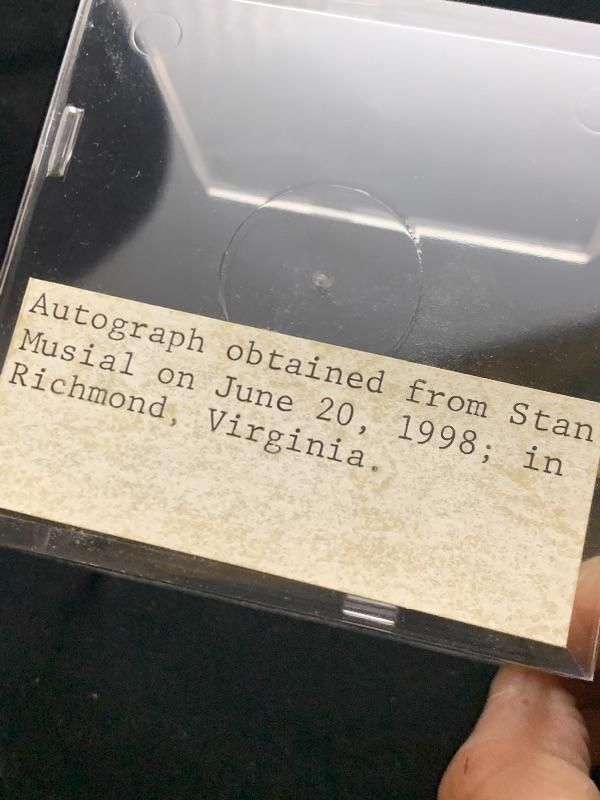 Autograph obtained from Stan
Musial on June 20, 1998; in
Richmond, Virginia.